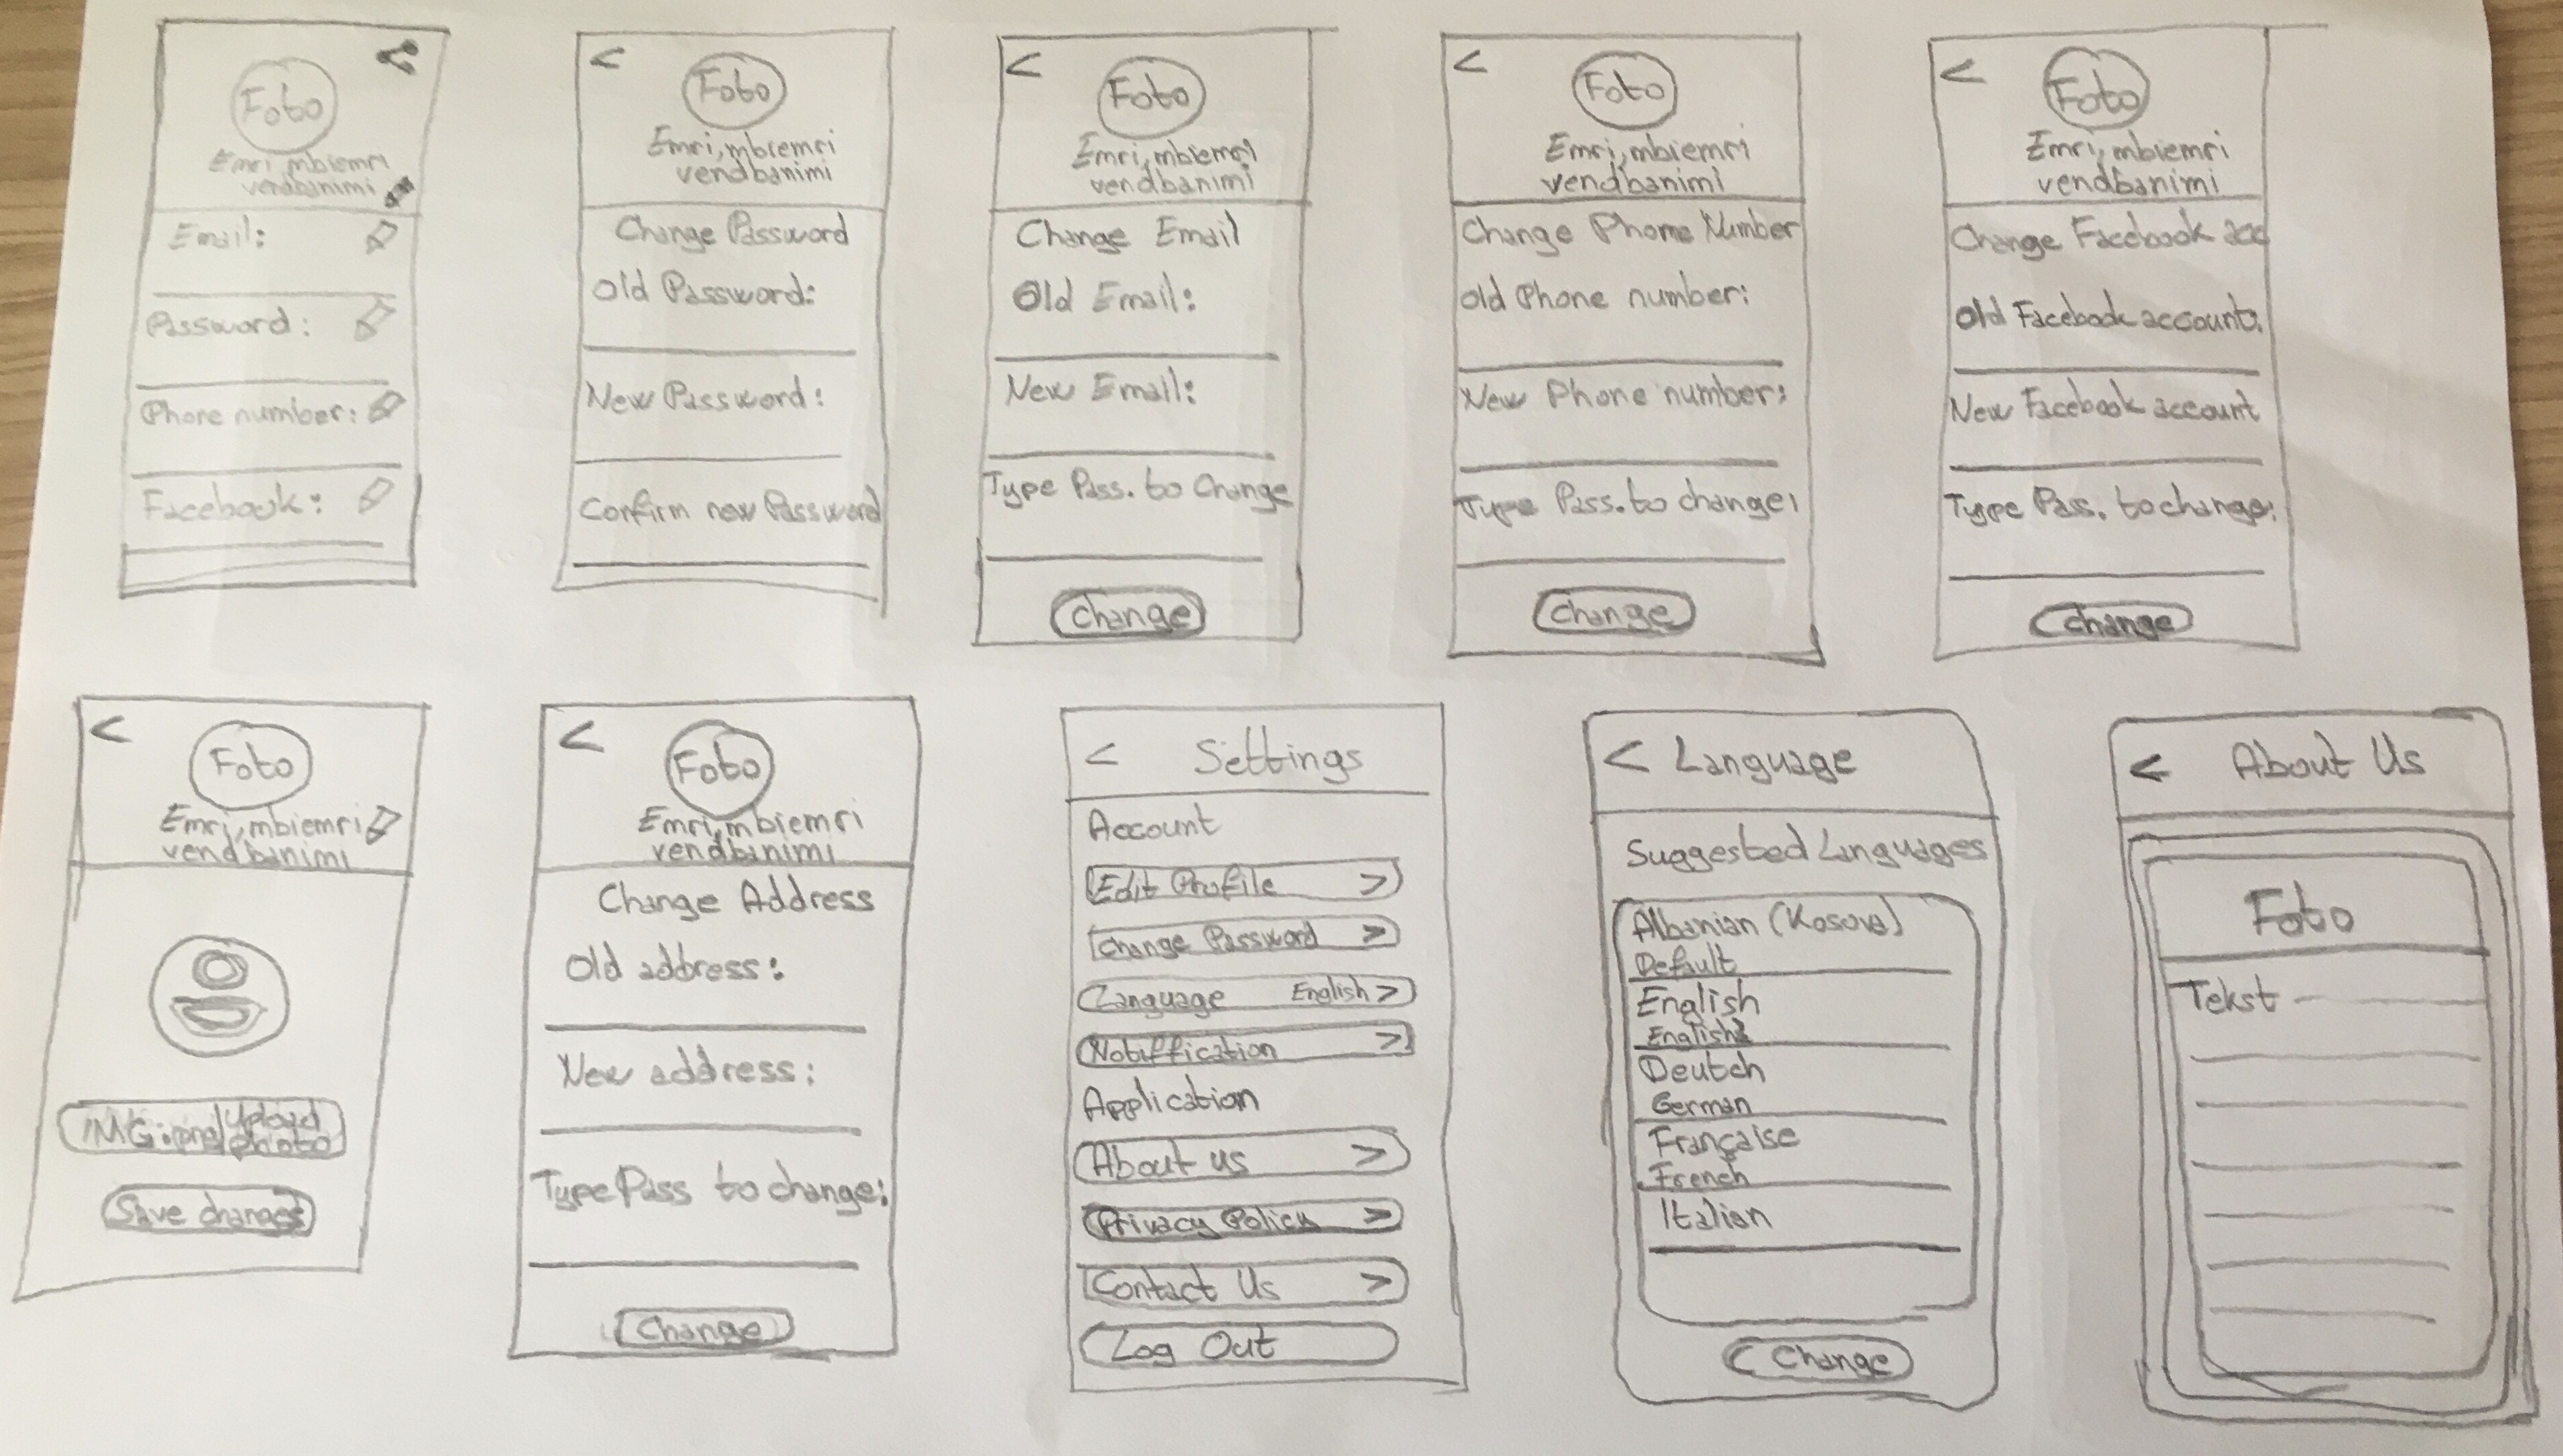 Foto
Emri, mbiemri
vendbanimi
Email:
Password:
Phone number:
Facebook:
<
Foto
Emri, mbiemri
vendbanimi
Change Password
Old Password:
New Password:
Confirm new Password
<
Foto
Emri, mbiemri
vendbanimi
Change Email
Old Email:
New Email:
Type Pass. to Change
Change
<
Foto
Emri, mbiemri
vendbanimi
Change Phome Number
Old Phone number:
New Phone number:
Type Pass. to change:
Change
<
Foto
Emri, mbiemri
vendbanimi
Change Facebook acc
Old Facebook account:
New Facebook account
Type Pass. to change:
Change
<
Foto
Emri, mbiemri
vendbanimi
IMG.png Upload
photo
Save changes
<
Foto
Emri, mbiemri
vendbanimi
Change Address
Old address:
New address:
Type Pass to change:
Change
< Settings
Account
Edit Profile >
Change Password >
Language English >
Notiffication >
Application
About us >
Privacy Policy >
Contact Us >
Log Out
< Language
Suggested Languages
Albanian (Kosova)
Default
English
English
Deutch
German
Française
French
Italian
Change
< About Us
Foto
Tekst